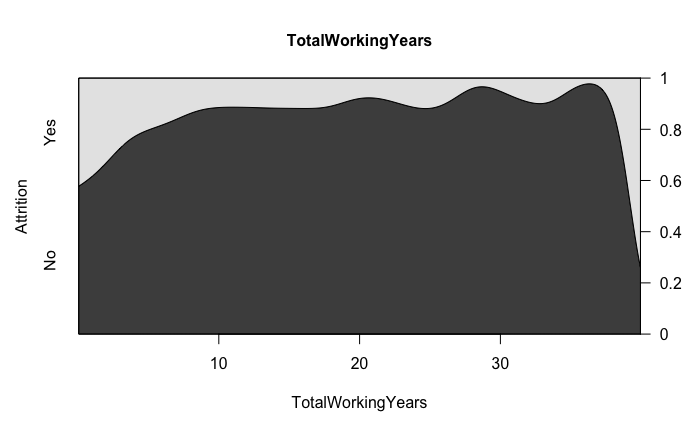 TotalWorkingYears
Attrition
Yes
No
1
0.8
0.6
0.4
0.2
0
10 20 30
TotalWorkingYears